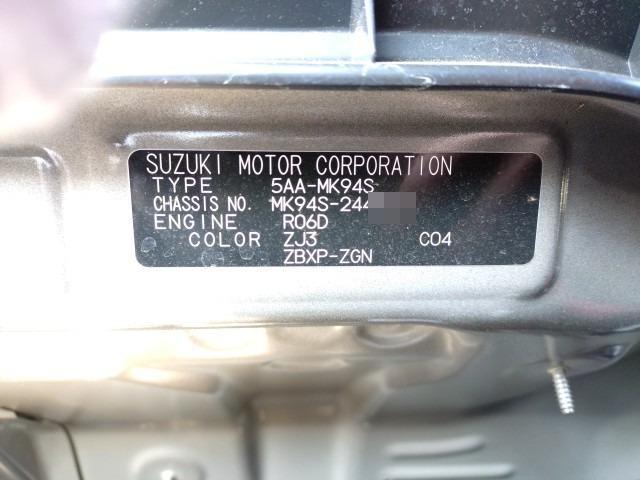 SUZUKI MOTOR CORPORATION
TYPE 5AA-MK94S-
CHASSIS NO. MK94S-244
ENGINE R06D
COLOR ZJ3 C04
ZBXP-ZGN